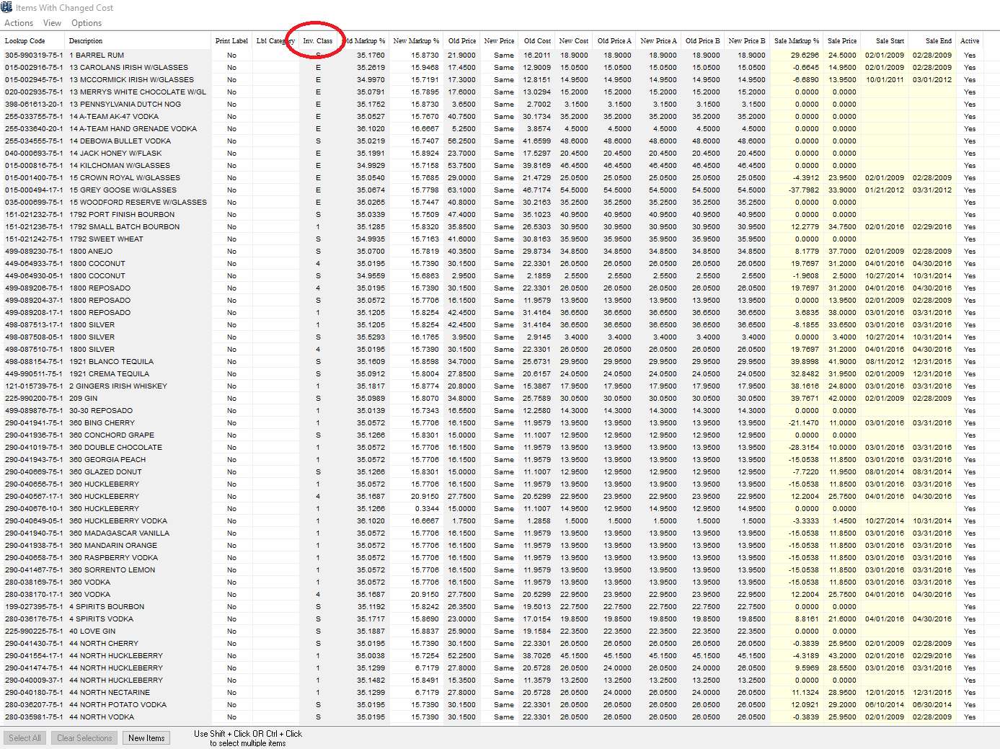 Items With Changed Cost
Actions View Options
Lookup Code Description Print Label Lbl Category Inv. Class Old Markup % New Markup % Old Price New Price Old Cost New Cost Old Price A New Price A Old Price B New Price B Sale Markup % Sale Price Sale Start Sale End Active
305-990319-75-1 1 BARREL RUM No S 35.1760 15.8730 21.9000 Same 16.2011 18.9000 18.9000 18.9000 18.9000 18.9000 29.6296 24.5000 02/01/2009 02/28/2009 Yes
015-002916-75-1 13 CAROLANS IRISH W/GLASSES No E 35.2619 15.9468 17.4500 Same 12.9009 15.0500 15.0500 15.0500 15.0500 15.0500 -0.6645 14.9500 02/01/2009 02/28/2009 Yes
015-002945-75-1 13 MCCORMICK IRISH W/GLASSES No E 34.9970 15.7191 17.3000 Same 12.8151 14.9500 14.9500 14.9500 14.9500 14.9500 -6.6890 13.9500 10/01/2011 03/01/2012 Yes
020-002935-75-1 13 MERRYS WHITE CHOCOLATE W/GL No E 35.0791 15.7895 17.6000 Same 13.0294 15.2000 15.2000 15.2000 15.2000 15.2000 0.0000 0.0000 Yes
398-061613-20-1 13 PENNSYLVANIA DUTCH NOG No E 35.1752 15.8730 3.6500 Same 2.7002 3.1500 3.1500 3.1500 3.1500 3.1500 0.0000 0.0000 Yes
255-033755-75-1 14 A-TEAM AK-47 VODKA No E 35.0527 15.7670 40.7500 Same 30.1734 35.2000 35.2000 35.2000 35.2000 35.2000 0.0000 0.0000 Yes
255-033640-20-1 14 A-TEAM HAND GRENADE VODKA No E 36.1020 16.6667 5.2500 Same 3.8574 4.5000 4.5000 4.5000 4.5000 4.5000 0.0000 0.0000 Yes
255-034555-75-1 14 DEBOWA BULLET VODKA No S 35.0219 15.7407 56.2500 Same 41.6599 48.6000 48.6000 48.6000 48.6000 48.6000 0.0000 0.0000 Yes
040-000693-75-1 14 JACK HONEY W/FLASK No E 35.1991 15.8924 23.7000 Same 17.5297 20.4500 20.4500 20.4500 20.4500 20.4500 0.0000 0.0000 Yes
015-000816-75-1 14 KILCHOMAN W/GLASSES No E 34.9929 15.7158 53.7500 Same 39.8169 46.4500 46.4500 46.4500 46.4500 46.4500 0.0000 0.0000 Yes
015-001400-75-1 15 CROWN ROYAL W/GLASSES No E 35.0540 15.7685 29.0000 Same 21.4729 25.0500 25.0500 25.0500 25.0500 25.0500 -4.3912 23.9500 02/01/2009 02/28/2009 Yes
015-000494-17-1 15 GREY GOOSE W/GLASSES No E 35.0674 15.7798 63.1000 Same 46.7174 54.5000 54.5000 54.5000 54.5000 54.5000 -37.7982 33.9000 01/21/2012 03/31/2012 Yes
035-000699-75-1 15 WOODFORD RESERVE W/GLASSES No E 35.0265 15.7447 40.8000 Same 30.2163 35.2500 35.2500 35.2500 35.2500 35.2500 0.0000 0.0000 Yes
151-021232-75-1 1792 PORT FINISH BOURBON No S 35.0339 15.7509 47.4000 Same 35.1023 40.9500 40.9500 40.9500 40.9500 40.9500 0.0000 0.0000 Yes
151-021236-75-1 1792 SMALL BATCH BOURBON No 1 35.1285 15.8320 35.8500 Same 26.5303 30.9500 30.9500 30.9500 30.9500 30.9500 12.2779 34.7500 02/01/2016 02/29/2016 Yes
151-021242-75-1 1792 SWEET WHEAT No S 34.9935 15.7163 41.6000 Same 30.8163 35.9500 35.9500 35.9500 35.9500 35.9500 0.0000 0.0000 Yes
499-089230-75-1 1800 ANEJO No S 35.0700 15.7819 40.3500 Same 29.8734 34.8500 34.8500 34.8500 34.8500 34.8500 8.1779 37.7000 02/01/2009 02/28/2009 Yes
449-064933-75-1 1800 COCONUT No 4 35.0195 15.7390 30.1500 Same 22.3301 26.0500 26.0500 26.0500 26.0500 26.0500 19.7697 31.2000 04/01/2016 04/30/2016 Yes
449-064930-05-1 1800 COCONUT No S 34.9559 15.6863 2.9500 Same 2.1859 2.5500 2.5500 2.5500 2.5500 2.5500 -1.9608 2.5000 10/27/2014 10/31/2014 Yes
499-089206-75-1 1800 REPOSADO No 4 35.0195 15.7390 30.1500 Same 22.3301 26.0500 26.0500 26.0500 26.0500 26.0500 19.7697 31.2000 04/01/2016 04/30/2016 Yes
499-089204-37-1 1800 REPOSADO No S 35.0572 15.7706 16.1500 Same 11.9579 13.9500 13.9500 13.9500 13.9500 13.9500 0.0000 13.9500 02/01/2009 02/28/2009 Yes
499-089208-17-1 1800 REPOSADO No 1 35.1205 15.8254 42.4500 Same 31.4164 36.6500 36.6500 36.6500 36.6500 36.6500 3.6835 38.0000 03/01/2016 03/31/2016 Yes
498-087513-17-1 1800 SILVER No 1 35.1205 15.8254 42.4500 Same 31.4164 36.6500 36.6500 36.6500 36.6500 36.6500 -8.1855 33.6500 03/01/2016 03/31/2016 Yes
498-087508-05-1 1800 SILVER No S 35.5293 16.1765 3.9500 Same 2.9145 3.4000 3.4000 3.4000 3.4000 3.4000 0.0000 3.4000 10/27/2014 10/31/2014 Yes
498-087510-75-1 1800 SILVER No 4 35.0195 15.7390 30.1500 Same 22.3301 26.0500 26.0500 26.0500 26.0500 26.0500 19.7697 31.2000 04/01/2016 04/30/2016 Yes
498-088154-75-1 1921 BLANCO TEQUILA No S 35.1609 15.8598 34.7000 Same 25.6731 29.9500 29.9500 29.9500 29.9500 29.9500 39.8998 41.9000 08/11/2012 12/31/2015 Yes
449-990511-75-1 1921 CREMA TEQUILA No S 35.0912 15.8004 27.8500 Same 20.6157 24.0500 24.0500 24.0500 24.0500 24.0500 32.8482 31.9500 02/01/2009 12/31/2016 Yes
121-015739-75-1 2 GINGERS IRISH WHISKEY No 1 35.1817 15.8774 20.8000 Same 15.3867 17.9500 17.9500 17.9500 17.9500 17.9500 38.1616 24.8000 03/01/2016 03/31/2016 Yes
225-990200-75-1 209 GIN No S 35.0989 15.8070 34.8000 Same 25.7589 30.0500 30.0500 30.0500 30.0500 30.0500 39.7671 42.0000 02/01/2009 02/28/2009 Yes
499-089876-75-1 30-30 REPOSADO No 1 35.0139 15.7343 16.5500 Same 12.2580 14.3000 14.3000 14.3000 14.3000 14.3000 0.0000 0.0000 Yes
290-041941-75-1 360 BING CHERRY No 1 35.0572 15.7706 16.1500 Same 11.9579 13.9500 13.9500 13.9500 13.9500 13.9500 -21.1470 11.0000 03/01/2016 03/31/2016 Yes
290-041936-75-1 360 CONCHORD GRAPE No S 35.1266 15.8301 15.0000 Same 11.1007 12.9500 12.9500 12.9500 12.9500 12.9500 0.0000 0.0000 Yes
290-041019-75-1 360 DOUBLE CHOCOLATE No 1 35.0572 15.7706 16.1500 Same 11.9579 13.9500 13.9500 13.9500 13.9500 13.9500 -28.3154 10.0000 03/01/2016 03/31/2016 Yes
290-041943-75-1 360 GEORGIA PEACH No 1 35.0572 15.7706 16.1500 Same 11.9579 13.9500 13.9500 13.9500 13.9500 13.9500 -15.0538 11.8500 03/01/2016 03/31/2016 Yes
290-040669-75-1 360 GLAZED DONUT No S 35.1266 15.8301 15.0000 Same 11.1007 12.9500 12.9500 12.9500 12.9500 12.9500 -7.7220 11.9500 08/01/2014 08/31/2014 Yes
290-040656-75-1 360 HUCKLEBERRY No 1 35.0572 15.7706 16.1500 Same 11.9579 13.9500 13.9500 13.9500 13.9500 13.9500 -15.0538 11.8500 03/01/2016 03/31/2016 Yes
290-040567-17-1 360 HUCKLEBERRY No 4 35.1687 20.9150 27.7500 Same 20.5299 22.9500 23.9500 22.9500 23.9500 22.9500 12.2004 25.7500 04/01/2016 04/30/2016 Yes
290-040676-10-1 360 HUCKLEBERRY No 1 35.1266 0.3344 15.0000 Same 11.1007 14.9500 12.9500 14.9500 12.9500 14.9500 0.0000 0.0000 Yes
290-040649-05-1 360 HUCKLEBERRY VODKA No 1 36.1020 16.6667 1.7500 Same 1.2858 1.5000 1.5000 1.5000 1.5000 1.5000 -3.3333 1.4500 10/27/2014 10/31/2014 Yes
290-041940-75-1 360 MADAGASCAR VANILLA No 1 35.0572 15.7706 16.1500 Same 11.9579 13.9500 13.9500 13.9500 13.9500 13.9500 -15.0538 11.8500 03/01/2016 03/31/2016 Yes
290-041938-75-1 360 MANDARIN ORANGE No 1 35.0572 15.7706 16.1500 Same 11.9579 13.9500 13.9500 13.9500 13.9500 13.9500 -15.0538 11.8500 03/01/2016 03/31/2016 Yes
290-040658-75-1 360 RASPBERRY VODKA No 1 35.0572 15.7706 16.1500 Same 11.9579 13.9500 13.9500 13.9500 13.9500 13.9500 -15.0538 11.8500 03/01/2016 03/31/2016 Yes
290-041467-75-1 360 SORRENTO LEMON No 1 35.0572 15.7706 16.1500 Same 11.9579 13.9500 13.9500 13.9500 13.9500 13.9500 -15.0538 11.8500 03/01/2016 03/31/2016 Yes
280-038169-75-1 360 VODKA No 1 35.0572 15.7706 16.1500 Same 11.9579 13.9500 13.9500 13.9500 13.9500 13.9500 -15.0538 11.8500 03/01/2016 03/31/2016 Yes
280-038170-17-1 360 VODKA No 4 35.1687 20.9150 27.7500 Same 20.5299 22.9500 23.9500 22.9500 23.9500 22.9500 12.2004 25.7500 04/01/2016 04/30/2016 Yes
199-027395-75-1 4 SPIRITS BOURBON No S 35.1192 15.8242 26.3500 Same 19.5013 22.7500 22.7500 22.7500 22.7500 22.7500 0.0000 0.0000 Yes
280-036176-75-1 4 SPIRITS VODKA No S 35.1717 15.8690 23.0000 Same 17.0154 19.8500 19.8500 19.8500 19.8500 19.8500 8.8161 21.6000 04/01/2016 04/30/2016 Yes
225-990225-75-1 40 LOVE GIN No S 35.1887 15.8837 25.9000 Same 19.1584 22.3500 22.3500 22.3500 22.3500 22.3500 0.0000 0.0000 Yes
290-041430-75-1 44 NORTH CHERRY No S 35.0195 15.7390 30.1500 Same 22.3301 26.0500 26.0500 26.0500 26.0500 26.0500 -0.3839 25.9500 02/01/2009 02/28/2009 Yes
290-041554-17-1 44 NORTH HUCKLEBERRY No 1 35.0038 15.7254 52.2500 Same 38.7026 45.1500 45.1500 45.1500 45.1500 45.1500 -4.3189 43.2000 02/01/2016 02/29/2016 Yes
290-041474-75-1 44 NORTH HUCKLEBERRY No 1 35.1299 6.7179 27.8000 Same 20.5728 26.0500 24.0000 26.0500 24.0000 26.0500 9.5969 28.5500 03/01/2016 03/31/2016 Yes
290-040009-37-1 44 NORTH HUCKLEBERRY No 1 35.1482 15.8491 15.3500 Same 11.3579 13.2500 13.2500 13.2500 13.2500 13.2500 0.0000 0.0000 Yes
290-040180-75-1 44 NORTH NECTARINE No 1 35.1299 6.7179 27.8000 Same 20.5728 26.0500 24.0000 26.0500 24.0000 26.0500 11.1324 28.9500 12/01/2015 12/31/2015 Yes
280-036207-75-1 44 NORTH POTATO VODKA No S 35.0195 15.7390 30.1500 Same 22.3301 26.0500 26.0500 26.0500 26.0500 26.0500 12.0921 29.2000 06/10/2014 06/30/2014 Yes
280-035981-75-1 44 NORTH VODKA No S 35.0195 15.7390 30.1500 Same 22.3301 26.0500 26.0500 26.0500 26.0500 26.0500 -0.3839 25.9500 02/01/2009 02/28/2009 Yes
Select All Clear Selections New Items Use Shift + Click OR Ctrl + Click
to select multiple items